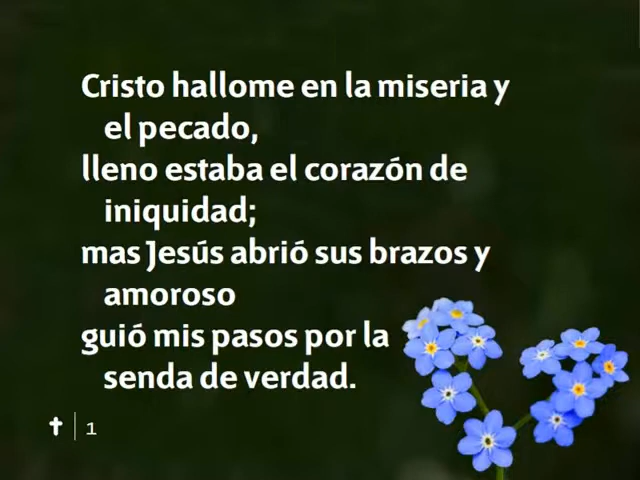 Cristo hallome en la miseria y
el pecado,
lleno estaba el corazón de
iniquidad;
mas Jesús abrió sus brazos y
amoroso
guió mis pasos por la
senda de verdad.
1